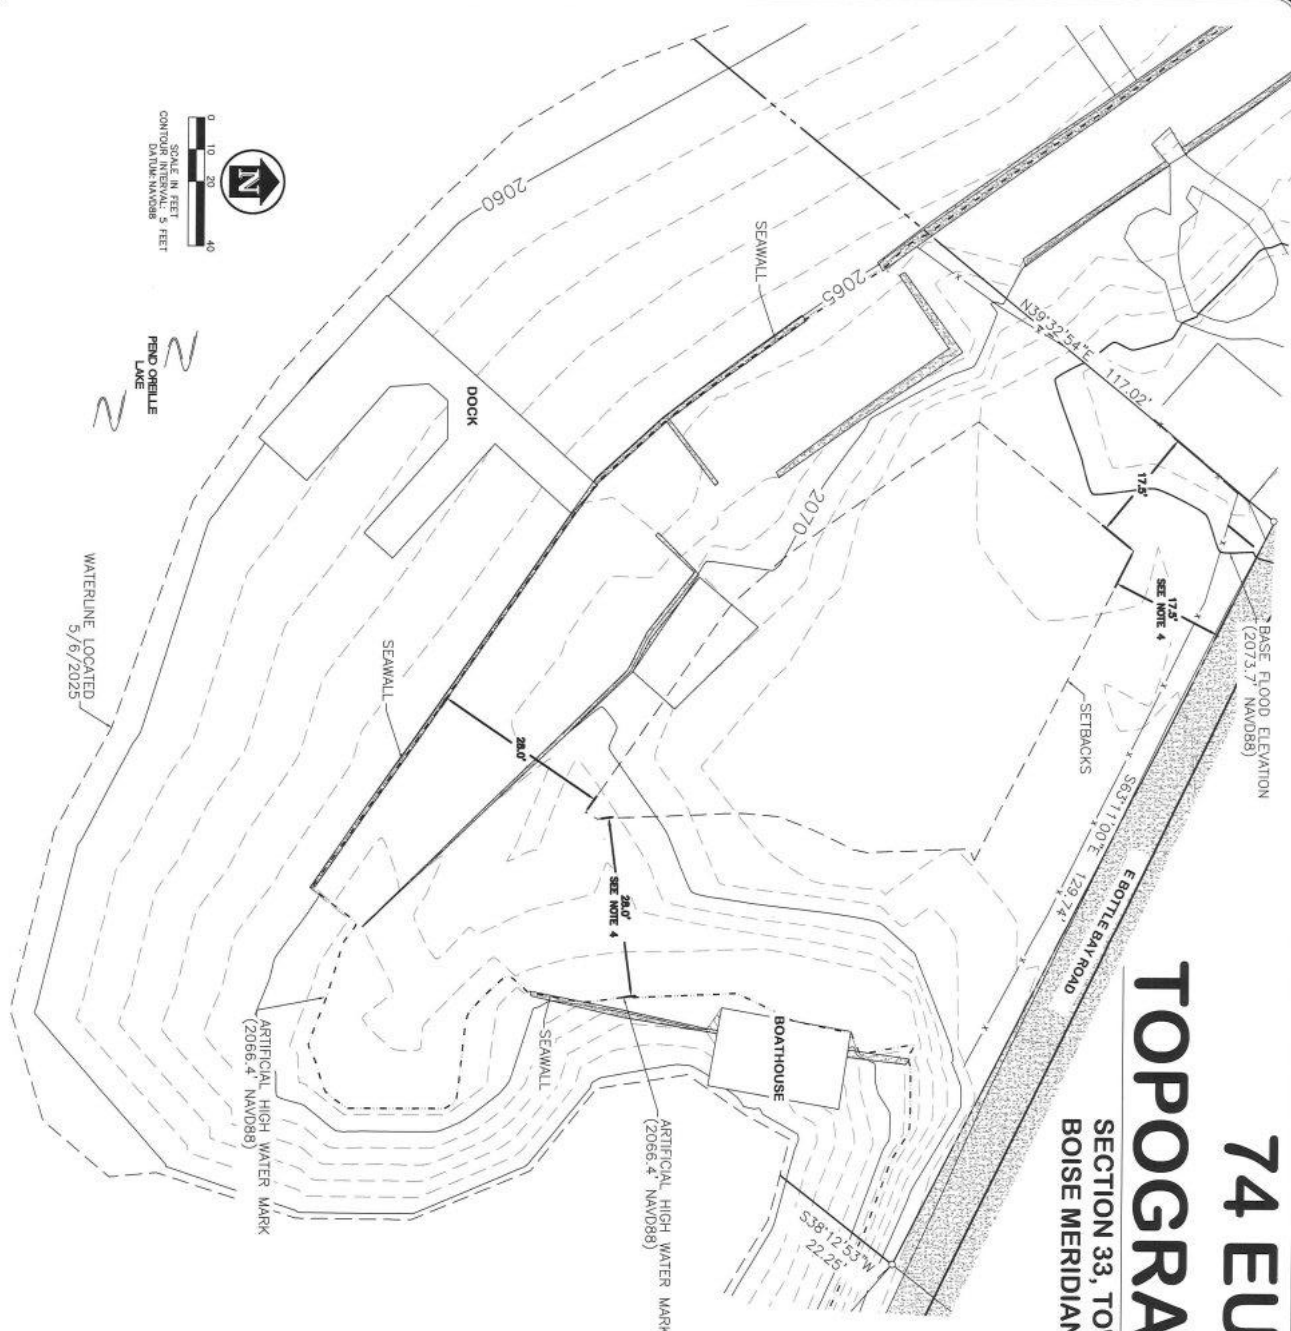 74 EU
TOPOGRA
SECTION 33, TO
BOISE MERIDIAN
BASE FLOOD ELEVATION
(2073.7' NAVD88)
E BOTTLE BAY ROAD
S63°11'00"E 129.74'
N39°32'54"E 117.02'
17.5'
17.5'
SEE NOTE 4
SETBACKS
2070
2065
2060
SEAWALL
DOCK
28.0'
28.0'
SEE NOTE 4
BOATHOUSE
SEAWALL
SEAWALL
S38°12'53"W
22.25'
ARTIFICIAL HIGH WATER MARK
(2066.4' NAVD88)
ARTIFICIAL HIGH WATER MARK
(2066.4' NAVD88)
WATERLINE LOCATED
5/6/2025
PEND OREILLE
LAKE
N
0 10 20 40
SCALE IN FEET
CONTOUR INTERVAL: 5 FEET
DATUM: NAVD88